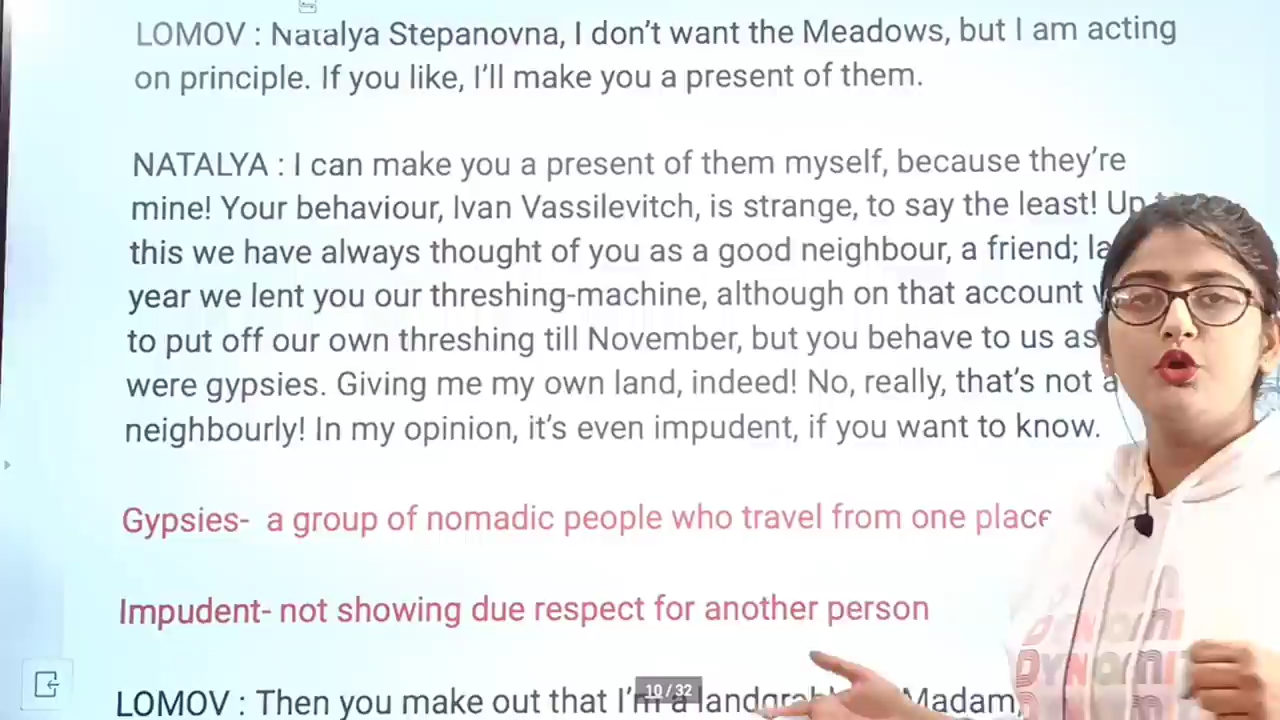 LOMOV : Natalya Stepanovna, I don't want the Meadows, but I am acting
on principle. If you like, I'll make you a present of them.
NATALYA : I can make you a present of them myself, because they're
mine! Your behaviour, Ivan Vassilevitch, is strange, to say the least! Up
this we have always thought of you as a good neighbour, a friend;
year we lent you our threshing-machine, although on that account
to put off our own threshing till November, but you behave to us as
were gypsies. Giving me my own land, indeed! No, really, that's not
neighbourly! In my opinion, it's even impudent, if you want to know.
Gypsies- a group of nomadic people who travel from one place
Impudent- not showing due respect for another person
LOMOV : Then you make out that I'm a Madam,
10 / 32
DYNAMI